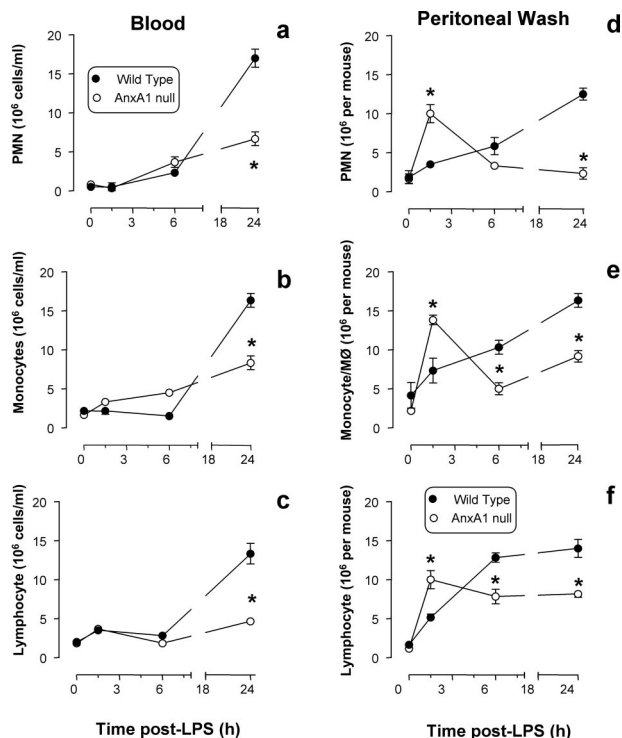 Blood
a
PMN (10⁶ cells/ml)
20
15
10
5
0
Wild Type
AnxA1 null
*
0 3 6 18 24
b
Monocytes (10⁶ cells/ml)
20
15
10
5
0
*
0 3 6 18 24
c
Lymphocyte (10⁶ cells/ml)
20
15
10
5
0
*
0 3 6 18 24
Time post-LPS (h)
Peritoneal Wash
d
PMN (10⁶ per mouse)
20
15
10
5
0
*
*
0 3 6 18 24
e
Monocyte/MØ (10⁶ per mouse)
20
15
10
5
0
*
*
*
0 3 6 18 24
f
Lymphocyte (10⁶ per mouse)
20
15
10
5
0
Wild Type
AnxA1 null
*
*
*
0 3 6 18 24
Time post-LPS (h)